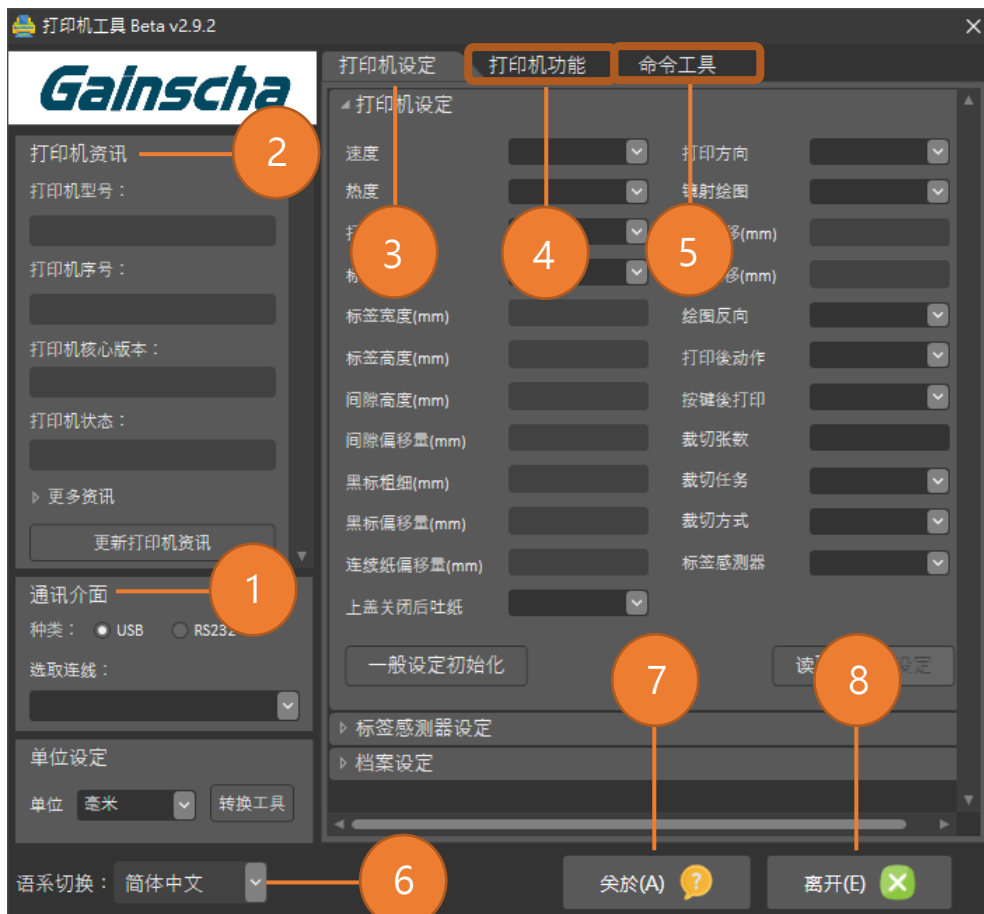 打印机工具 Beta v2.9.2
Gainscha
打印机资讯
2
打印机型号：
打印机序号：
打印机核心版本：
打印机状态：
更多资讯
更新打印机资讯
通讯介面
1
种类： USB RS232
选取连线：
单位设定
单位 毫米 转换工具
语系切换： 简体中文
6
打印机设定 打印机功能 命令工具
打印机设定
速度 打印方向
热度 镜射绘图
(mm)
3 4 5
(mm)
标签宽度(mm) 绘图反向
标签高度(mm) 打印後动作
间隙高度(mm) 按键後打印
间隙偏移量(mm) 裁切张数
黑标粗细(mm) 裁切任务
黑标偏移量(mm) 裁切方式
连续纸偏移量(mm) 标签感测器
上盖关闭后吐纸
一般设定初始化
7 8
标签感测器设定
档案设定
关於(A) 离开(E)